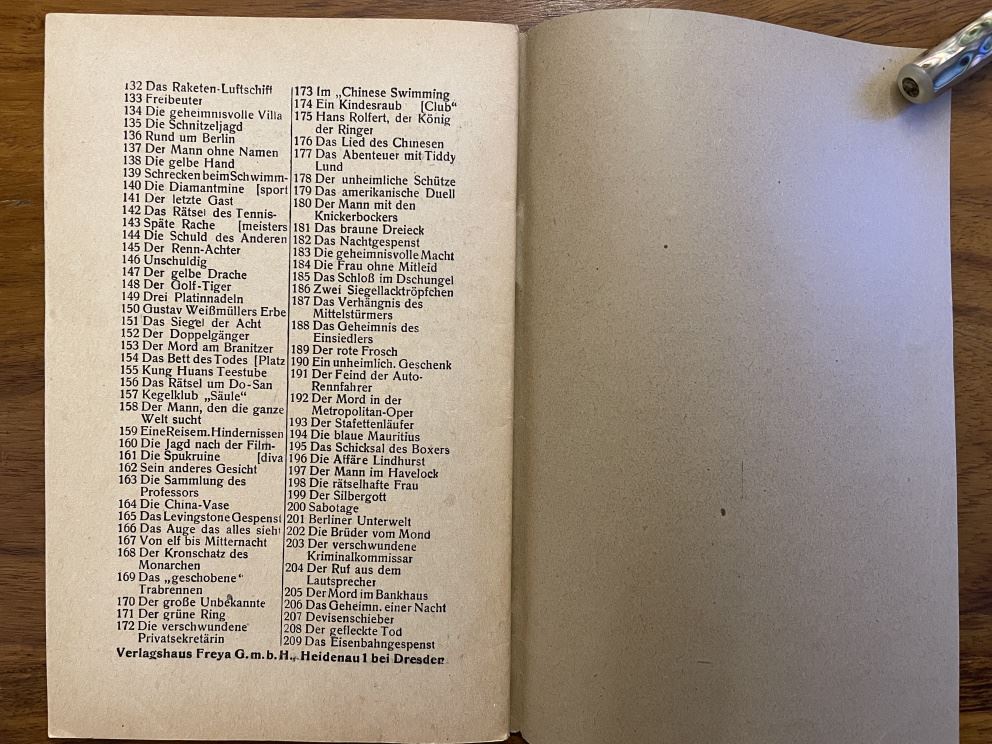 132 Das Raketen-Luftschiff
133 Freibeuter
134 Die geheimnisvolle Villa
135 Die Schnitzeljagd
136 Rund um Berlin
137 Der Mann ohne Namen
138 Die gelbe Hand
139 Schrecken beim Schwimm-
140 Die Diamantmine [sport
141 Der letzte Gast
142 Das Rätsel des Tennis-
143 Späte Rache [meisters
144 Die Schuld des Anderen
145 Der Renn-Achter
146 Unschuldig
147 Der gelbe Drache
148 Der Golf-Tiger
149 Drei Platinnadeln
150 Gustav Weißmüllers Erbe
151 Das Siegel der Acht
152 Der Doppelgänger
153 Der Mord am Branitzer
154 Das Bett des Todes [Platz
155 Kung Huans Teestube
156 Das Rätsel um Do-San
157 Kegelklub „Säule“
158 Der Mann, den die ganze
Welt sucht
159 Eine Reise m. Hindernissen
160 Die Jagd nach der Film-
161 Die Spukruine [diva
162 Sein anderes Gesicht
163 Die Sammlung des
Professors
164 Die China-Vase
165 Das Levingstone Gespenst
166 Das Auge das alles sieht
167 Von elf bis Mitternacht
168 Der Kronschatz des
Monarchen
169 Das „geschobene“
Trabrennen
170 Der große Unbekannte
171 Der grüne Ring
172 Die verschwundene
Privatsekretärin
173 Im „Chinese Swimming
174 Ein Kindesraub [Club“
175 Hans Rolfert, der König
der Ringer
176 Das Lied des Chinesen
177 Das Abenteuer mit Tiddy
Lund
178 Der unheimliche Schütze
179 Das amerikanische Duell
180 Der Mann mit den
Knickerbockers
181 Das braune Dreieck
182 Das Nachtgespenst
183 Die geheimnisvolle Macht
184 Die Frau ohne Mitleid
185 Das Schloß im Dschungel
186 Zwei Siegellacktröpfchen
187 Das Verhängnis des
Mittelstürmers
188 Das Geheimnis des
Einsiedlers
189 Der rote Frosch
190 Ein unheimlich. Geschenk
191 Der Feind der Auto-
Rennfahrer
192 Der Mord in der
Metropolitan-Oper
193 Der Stafettenläufer
194 Die blaue Mauritius
195 Das Schicksal des Boxers
196 Die Affäre Lindhurst
197 Der Mann im Havelock
198 Die rätselhafte Frau
199 Der Silbergott
200 Sabotage
201 Berliner Unterwelt
202 Die Brüder vom Mond
203 Der verschwundene
Kriminalkommissar
204 Der Ruf aus dem
Lautsprecher
205 Der Mord im Bankhaus
206 Das Geheimn. einer Nacht
207 Devisenschieber
208 Der gefleckte Tod
209 Das Eisenbahngespenst
Verlagshaus Freya G.m.b.H., Heidenau 1 bei Dresden